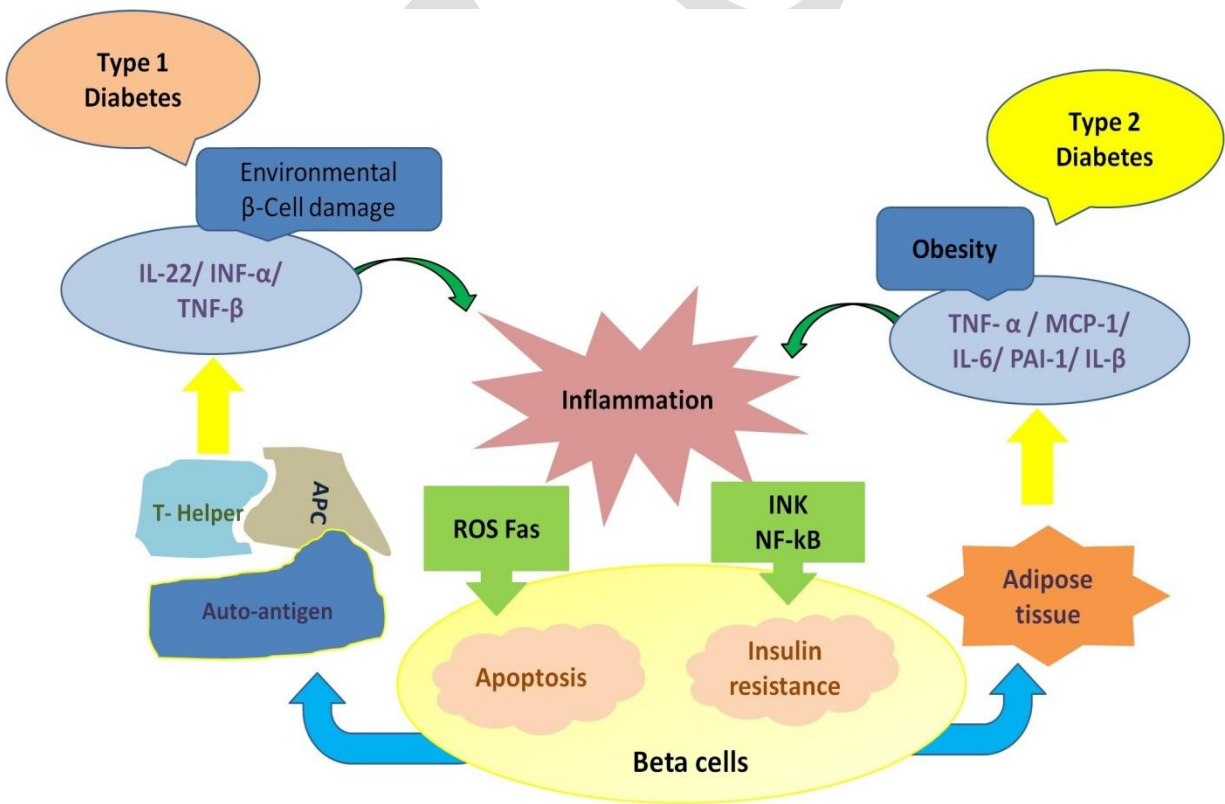 Type 1
Diabetes
Type 2
Diabetes
Environmental
β-Cell damage
Obesity
IL-22/ INF-α/
TNF-β
TNF- α / MCP-1/
IL-6/ PAI-1/ IL-β
Inflammation
T- Helper
APC
ROS Fas
INK
NF-kB
Auto-antigen
Adipose
tissue
Apoptosis
Insulin
resistance
Beta cells